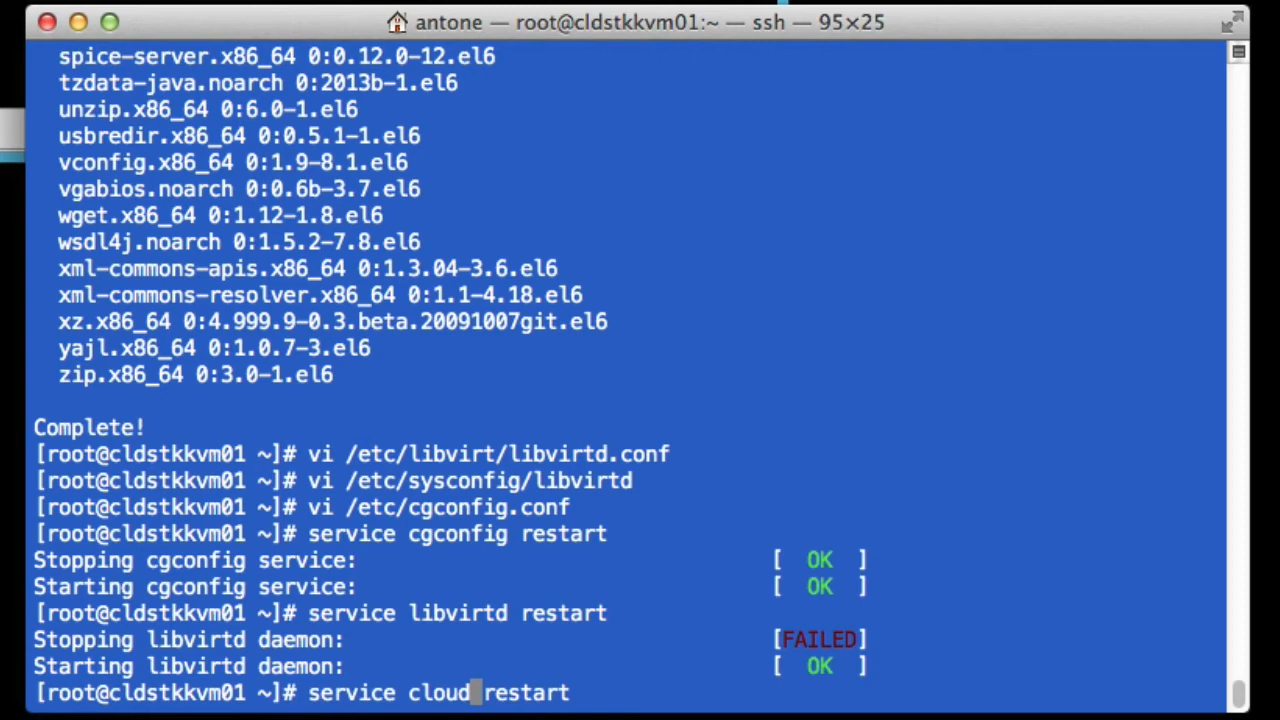 antone — root@cldstkkvm01:~ — ssh — 95×25
spice-server.x86_64 0:0.12.0-12.el6
tzdata-java.noarch 0:2013b-1.el6
unzip.x86_64 0:6.0-1.el6
usbredir.x86_64 0:0.5.1-1.el6
vconfig.x86_64 0:1.9-8.1.el6
vgabios.noarch 0:0.6b-3.7.el6
wget.x86_64 0:1.12-1.8.el6
wsdl4j.noarch 0:1.5.2-7.8.el6
xml-commons-apis.x86_64 0:1.3.04-3.6.el6
xml-commons-resolver.x86_64 0:1.1-4.18.el6
xz.x86_64 0:4.999.9-0.3.beta.20091007git.el6
yajl.x86_64 0:1.0.7-3.el6
zip.x86_64 0:3.0-1.el6
Complete!
[root@cldstkkvm01 ~]# vi /etc/libvirt/libvirtd.conf
[root@cldstkkvm01 ~]# vi /etc/sysconfig/libvirtd
[root@cldstkkvm01 ~]# vi /etc/cgconfig.conf
[root@cldstkkvm01 ~]# service cgconfig restart
Stopping cgconfig service: [ OK ]
Starting cgconfig service: [ OK ]
[root@cldstkkvm01 ~]# service libvirtd restart
Stopping libvirtd daemon: [FAILED]
Starting libvirtd daemon: [ OK ]
[root@cldstkkvm01 ~]# service cloud restart